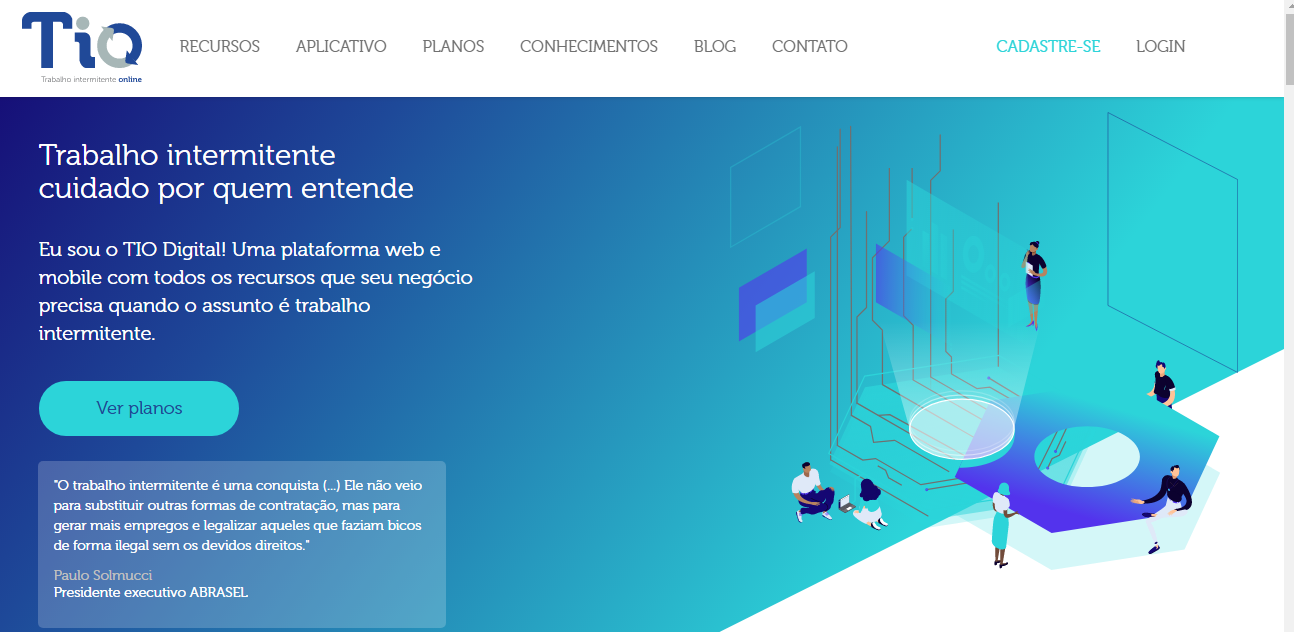 TiO
Trabalho intermitente online
RECURSOS
APLICATIVO
PLANOS
CONHECIMENTOS
BLOG
CONTATO
CADASTRE-SE
LOGIN
Trabalho intermitente
cuidado por quem entende
Eu sou o TIO Digital! Uma plataforma web e
mobile com todos os recursos que seu negócio
precisa quando o assunto é trabalho
intermitente.
Ver planos
"O trabalho intermitente é uma conquista (...) Ele não veio
para substituir outras formas de contratação, mas para
gerar mais empregos e legalizar aqueles que faziam bicos
de forma ilegal sem os devidos direitos."
Paulo Solmucci
Presidente executivo ABRASEL